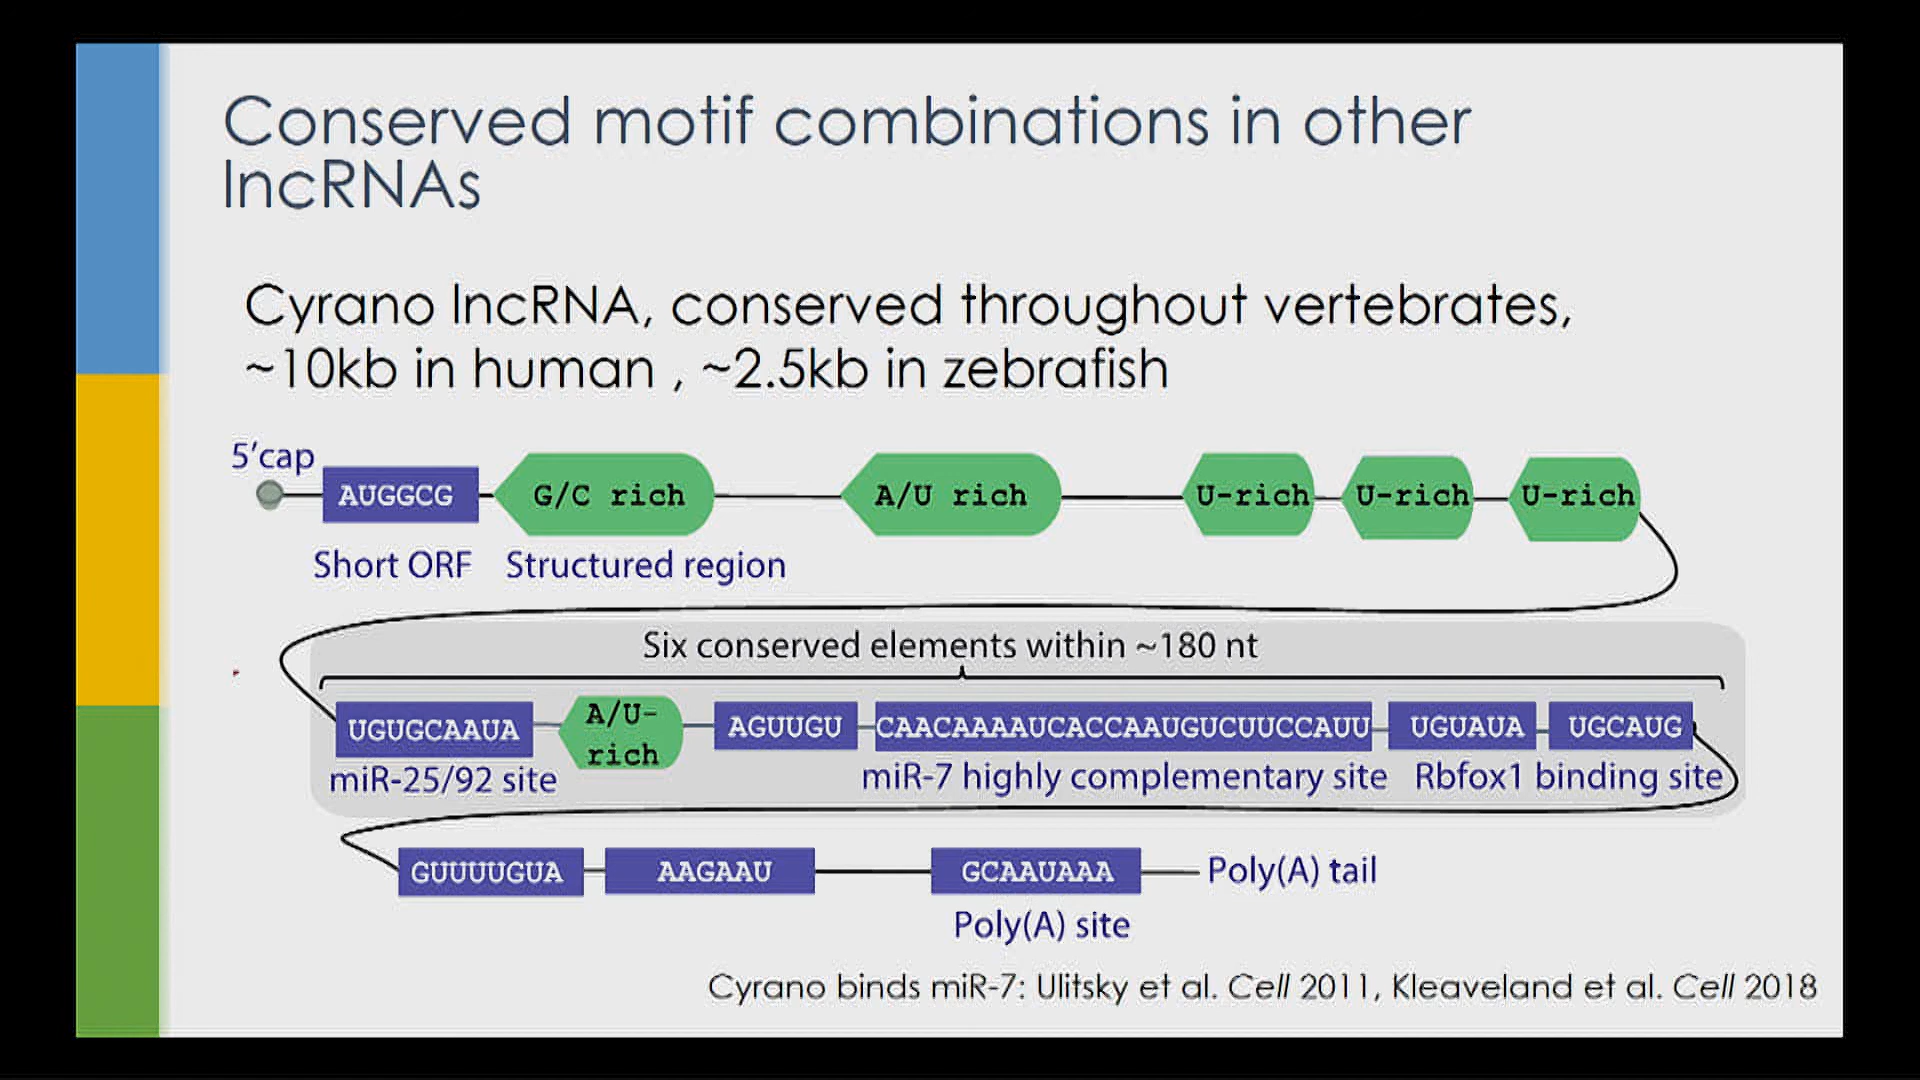 Conserved motif combinations in other
lncRNAs
Cyrano lncRNA, conserved throughout vertebrates,
~10kb in human , ~2.5kb in zebrafish
5'cap
AUGGCG G/C rich A/U rich U-rich U-rich U-rich
Short ORF Structured region
Six conserved elements within ~180 nt
UGUGCAAUA A/U-rich AGUUGU CAACAAAAUCACCAAUGUCUUCCAUU UGUAUA UGCAUG
miR-25/92 site miR-7 highly complementary site Rbfox1 binding site
GUUUUGUA AAGAAU GCAAUAAA Poly(A) tail
Poly(A) site
Cyrano binds miR-7: Ulitsky et al. Cell 2011, Kleaveland et al. Cell 2018